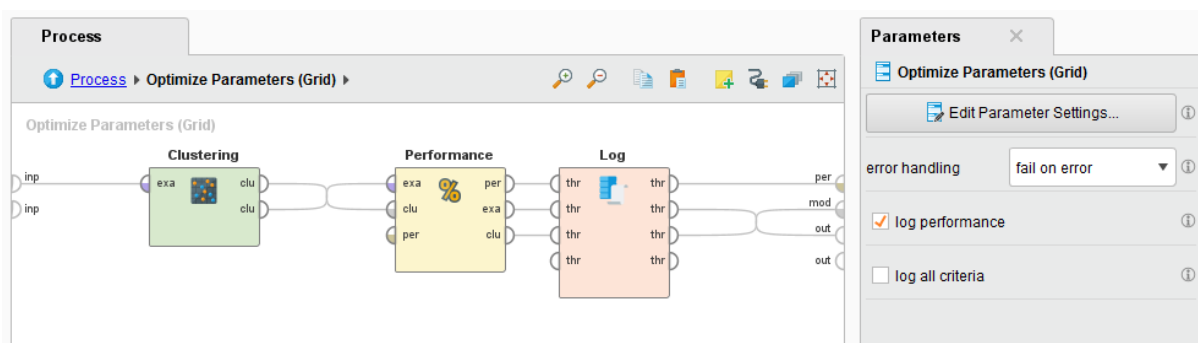 Process
Parameters
Process Optimize Parameters (Grid)
Optimize Parameters (Grid)
Edit Parameter Settings...
Optimize Parameters (Grid)
Clustering Performance Log
inp exa clu exa per thr thr per
inp clu clu exa thr thr mod
per clu thr thr out
thr thr out
error handling fail on error
log performance
log all criteria